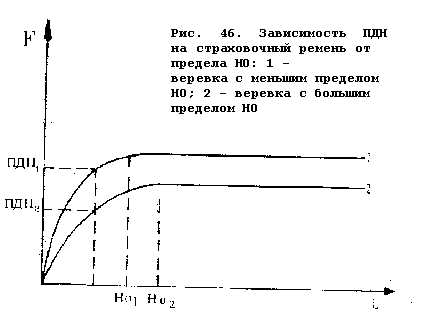 F
Рис. 46. Зависимость ПДН
на страховочный ремень от
предела НО: 1 –
веревка с меньшим пределом
НО; 2 – веревка с большим
пределом НО
1
ПДН₁
2
ПДН₂
Но₁ Но₂
L